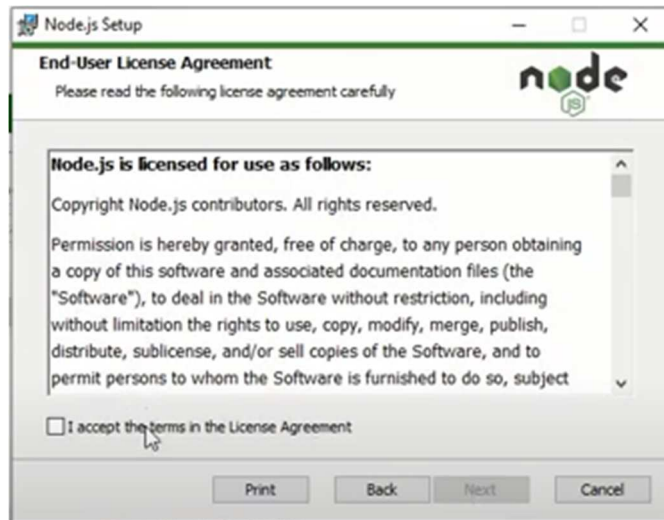 Node.js Setup
End-User License Agreement
Please read the following license agreement carefully
node
JS
Node.js is licensed for use as follows:
Copyright Node.js contributors. All rights reserved.
Permission is hereby granted, free of charge, to any person obtaining
a copy of this software and associated documentation files (the
"Software"), to deal in the Software without restriction, including
without limitation the rights to use, copy, modify, merge, publish,
distribute, sublicense, and/or sell copies of the Software, and to
permit persons to whom the Software is furnished to do so, subject
I accept the terms in the License Agreement
Print Back Next Cancel